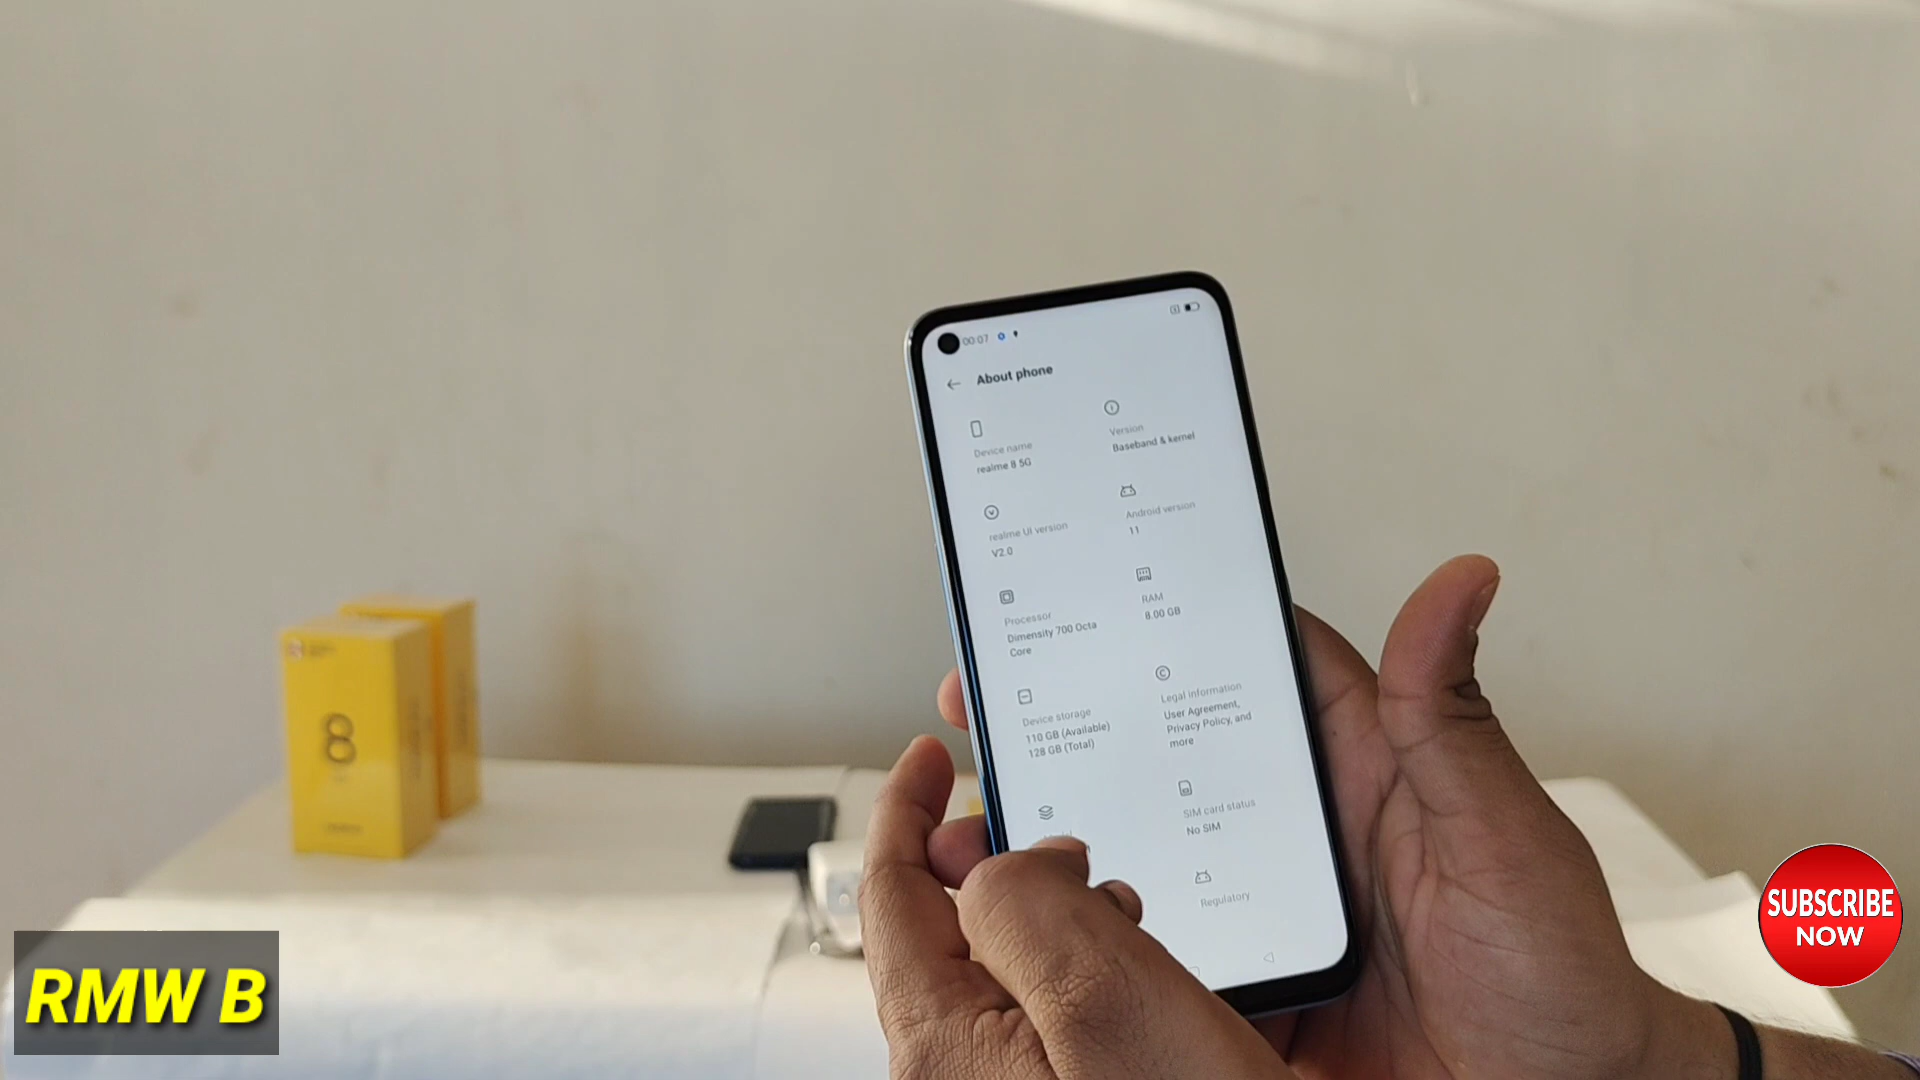 00:07
About phone
Device name
realme 8 5G
Version
Baseband & kernel
realme UI version
V2.0
Android version
11
Processor
Dimensity 700 Octa
Core
RAM
8.00 GB
Device storage
110 GB (Available)
128 GB (Total)
Legal information
User Agreement,
Privacy Policy, and
more
SIM card status
No SIM
Regulatory
8
SUBSCRIBE
NOW
RMW B